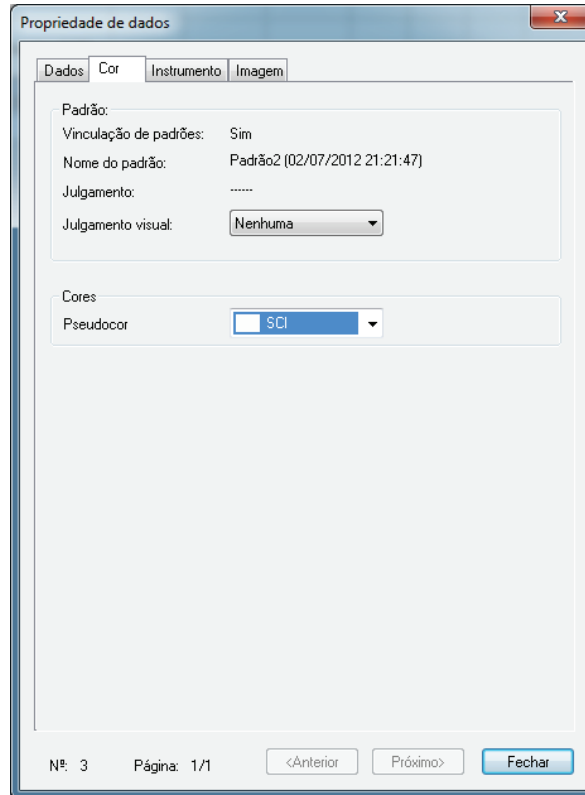 Propriedade de dados
Dados Cor Instrumento Imagem
Padrão:
Vinculação de padrões: Sim
Nome do padrão: Padrão2 (02/07/2012 21:21:47)
Julgamento: ------
Julgamento visual: Nenhuma
Cores
Pseudocor SCI
Nº: 3 Página: 1/1 <Anterior Próximo> Fechar